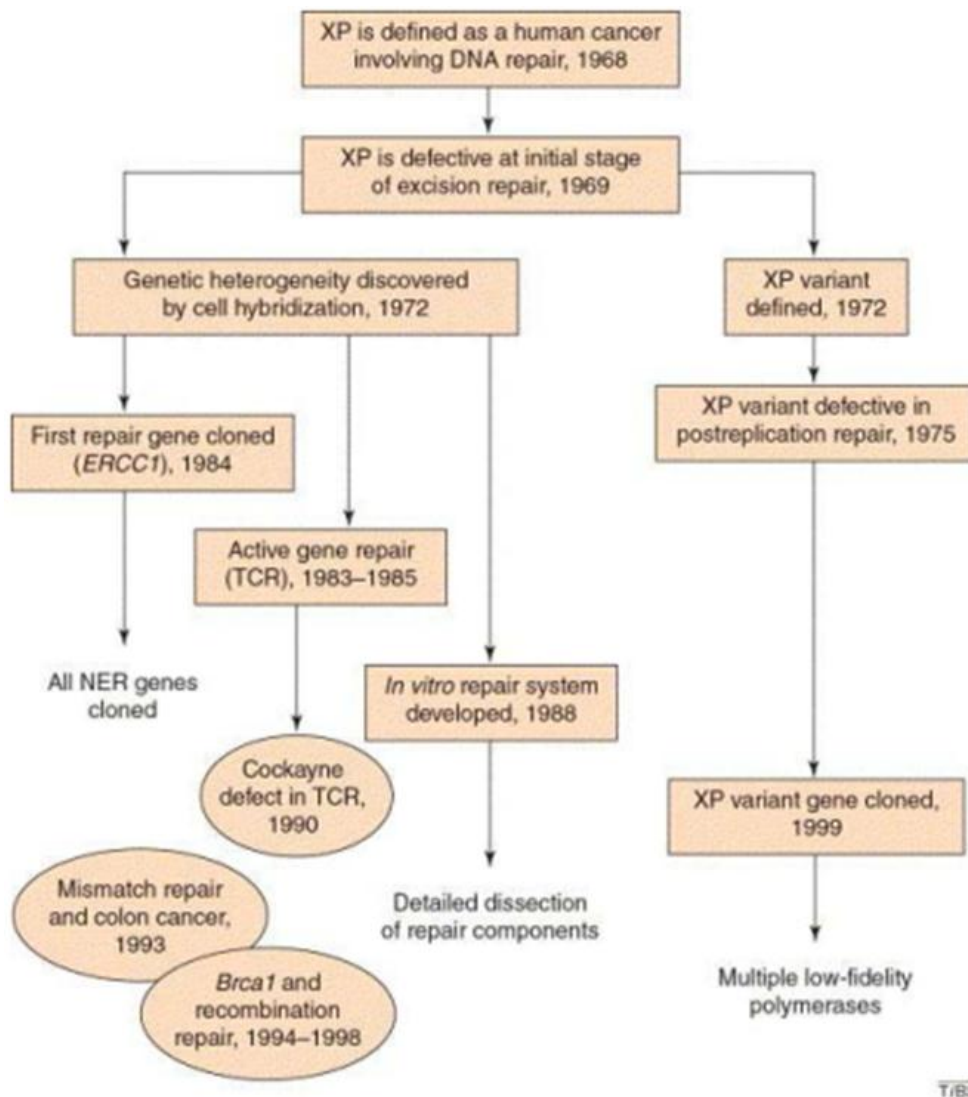 XP is defined as a human cancer
involving DNA repair, 1968
XP is defective at initial stage
of excision repair, 1969
Genetic heterogeneity discovered
by cell hybridization, 1972
XP variant
defined, 1972
First repair gene cloned
(ERCC1), 1984
XP variant defective in
postreplication repair, 1975
Active gene repair
(TCR), 1983–1985
All NER genes
cloned
In vitro repair system
developed, 1988
Cockayne
defect in TCR,
1990
XP variant gene cloned,
1999
Mismatch repair
and colon cancer,
1993
Detailed dissection
of repair components
Brca1 and
recombination
repair, 1994–1998
Multiple low-fidelity
polymerases
TiB